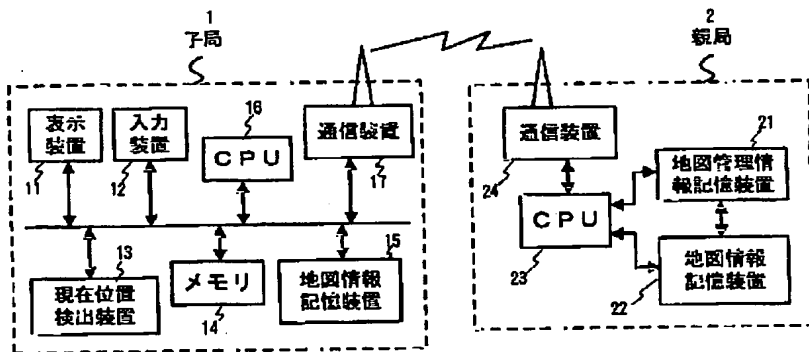 1
子局
2
親局
表示
装置
11
入力
装置
12
16
CPU
通信装置
17
13
現在位置
検出装置
メモリ
14
15
地図情報
記憶装置
通信装置
24
CPU
23
21
地図管理情
報記憶装置
地図情報
記憶装置
22